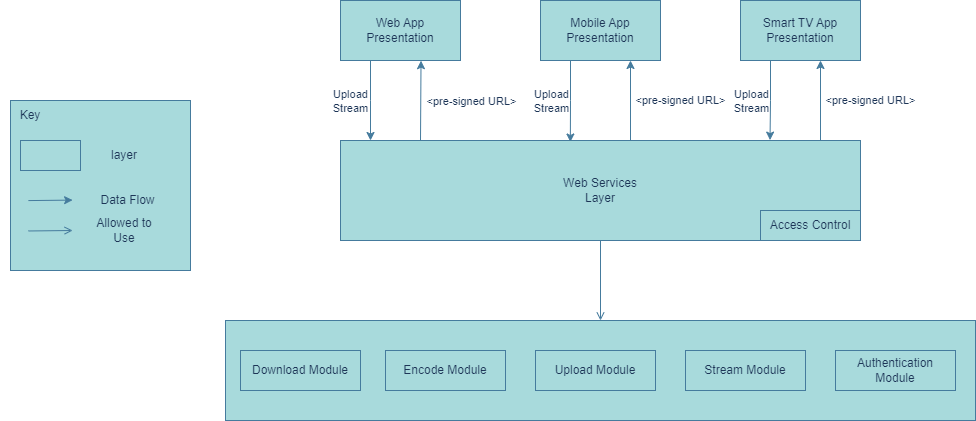 Web App
Presentation
Mobile App
Presentation
Smart TV App
Presentation
Upload
Stream
<pre-signed URL>
Upload
Stream
<pre-signed URL>
Upload
Stream
<pre-signed URL>
Key
layer
Data Flow
Allowed to
Use
Web Services
Layer
Access Control
Download Module
Encode Module
Upload Module
Stream Module
Authentication
Module